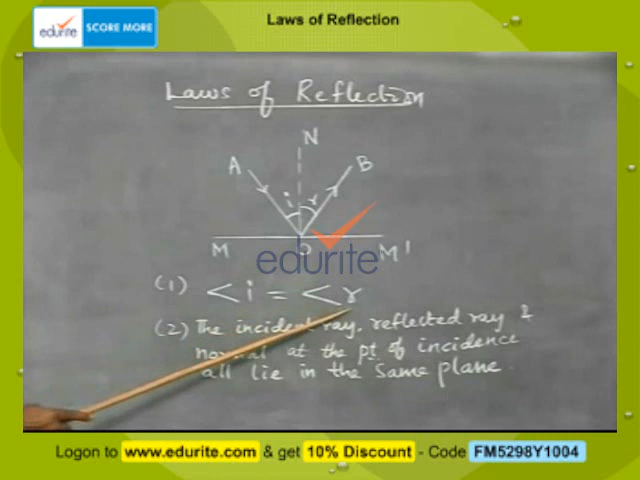 edurite SCORE MORE
Laws of Reflection
Laws of Reflection
N
A B
i r
M O M'
edurite
(1) < i = < r
(2) The incident ray, reflected ray &
normal at the pt of incidence
all lie in the same plane.
Logon to www.edurite.com & get 10% Discount - Code FM5298Y1004